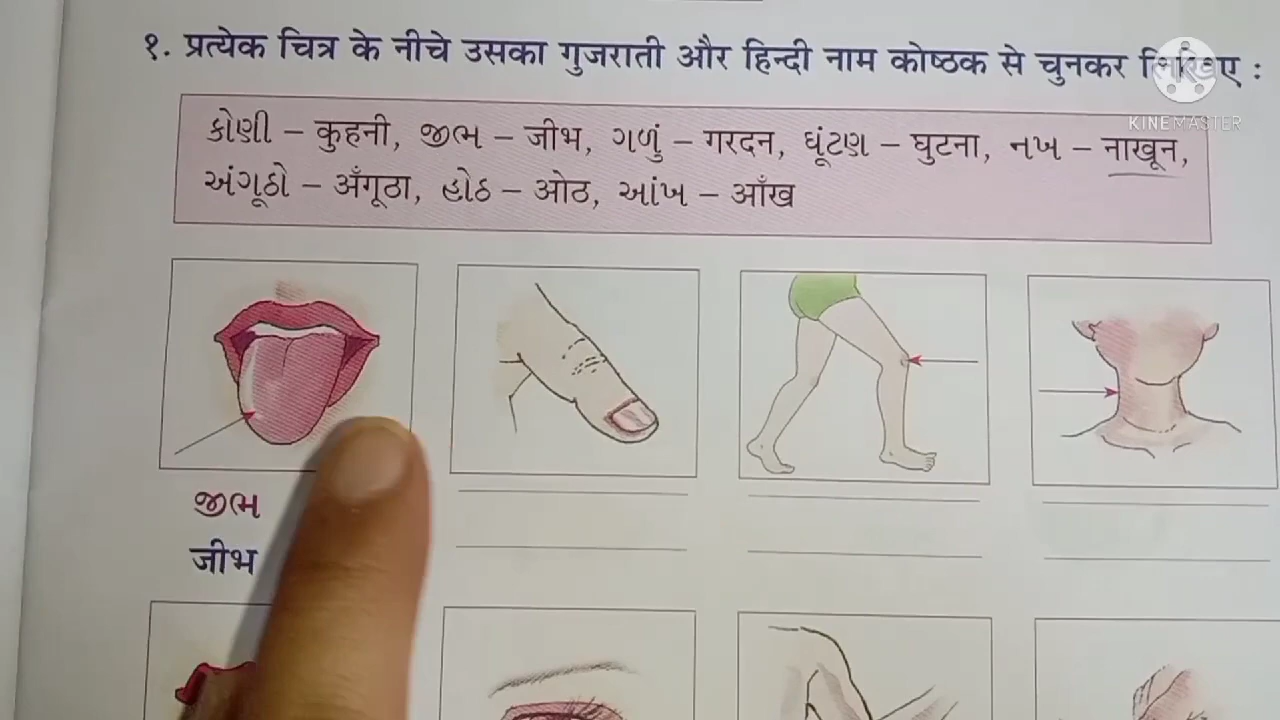 १. प्रत्येक चित्र के नीचे उसका गुजराती और हिन्दी नाम कोष्ठक से चुनकर लिखिए :
KINEMASTER
કોણી – कुहनी, જીભ – जीभ, ગળું – गरदन, ઘૂંટણ – घुटना, નખ – नाखून,
અંગૂઠો – अँगूठा, હોઠ – ओठ, આંખ – आँख
જીભ
जीभ